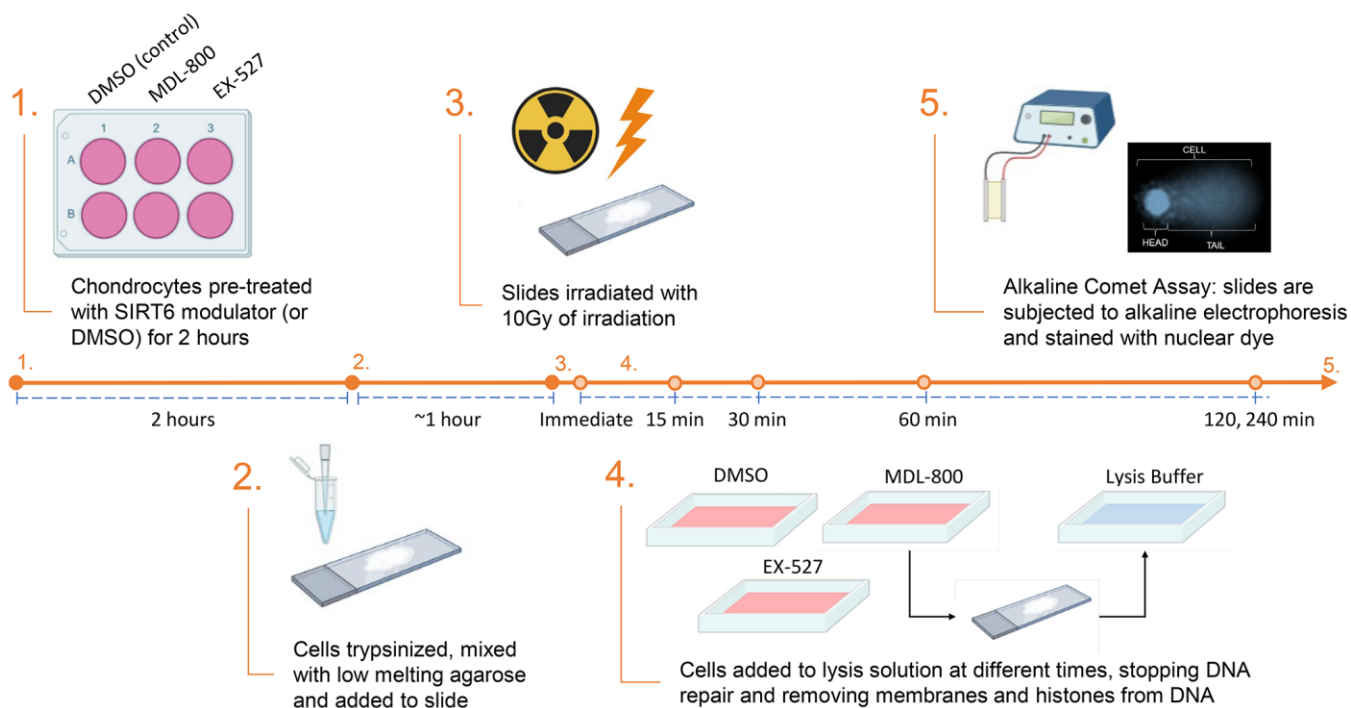 1.
DMSO (control)
MDL-800
EX-527
1
2
3
A
B
Chondrocytes pre-treated
with SIRT6 modulator (or
DMSO) for 2 hours
3.
Slides irradiated with
10Gy of irradiation
5.
CELL
HEAD
TAIL
Alkaline Comet Assay: slides are
subjected to alkaline electrophoresis
and stained with nuclear dye
1.
2.
3.
4.
5.
2 hours
~1 hour
Immediate
15 min
30 min
60 min
120, 240 min
2.
Cells trypsinized, mixed
with low melting agarose
and added to slide
4.
DMSO
MDL-800
Lysis Buffer
EX-527
Cells added to lysis solution at different times, stopping DNA
repair and removing membranes and histones from DNA